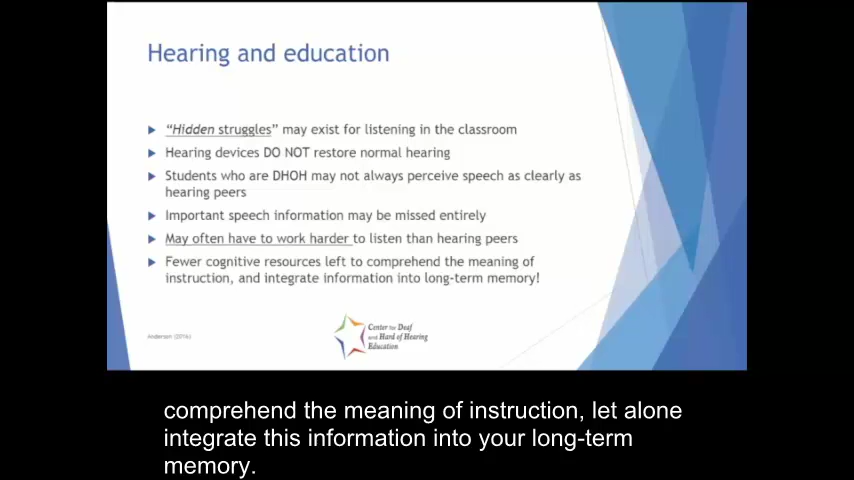 Hearing and education
"Hidden struggles" may exist for listening in the classroom
Hearing devices DO NOT restore normal hearing
Students who are DHOH may not always perceive speech as clearly as
hearing peers
Important speech information may be missed entirely
May often have to work harder to listen than hearing peers
Fewer cognitive resources left to comprehend the meaning of
instruction, and integrate information into long-term memory!
Anderson (2016)
Center for Deaf
and Hard of Hearing
Education
comprehend the meaning of instruction, let alone
integrate this information into your long-term
memory.